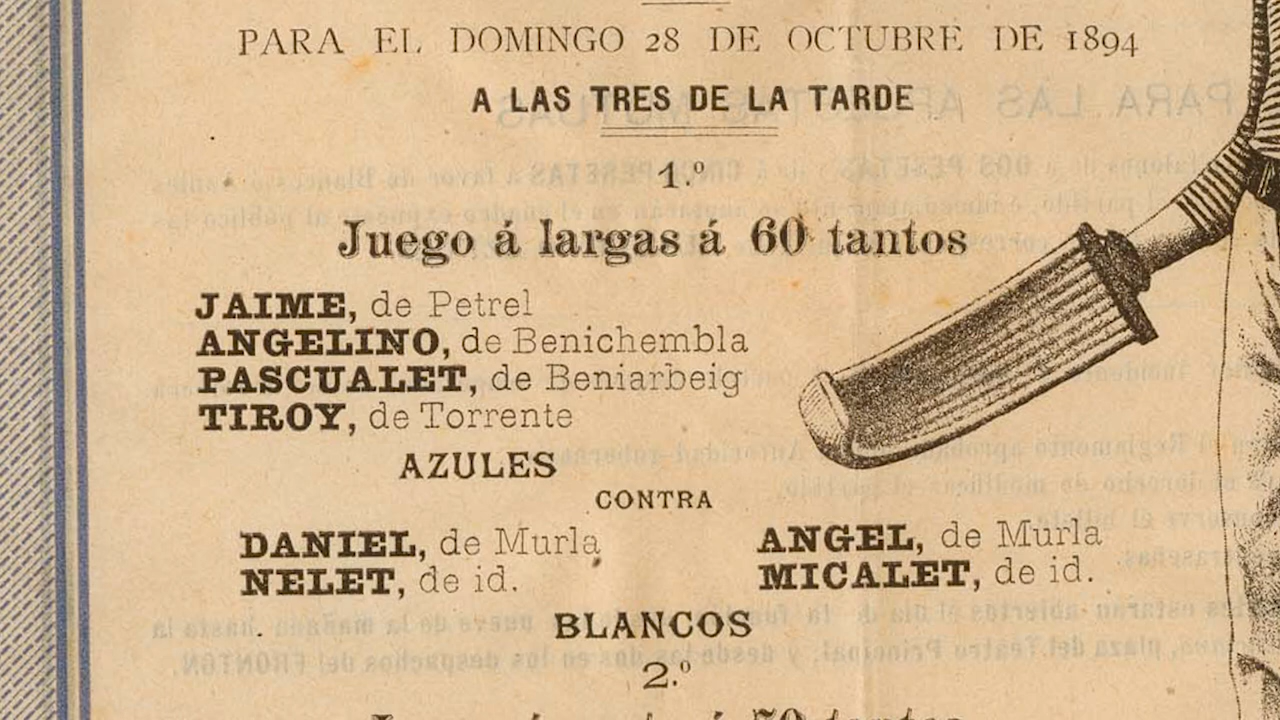 PARA EL DOMINGO 28 DE OCTUBRE DE 1894
A LAS TRES DE LA TARDE
1.º
Juego á largas á 60 tantos
JAIME, de Petrel
ANGELINO, de Benichembla
PASCUALET, de Beniarbeig
TIROY, de Torrente
AZULES
CONTRA
DANIEL, de Murla
NELET, de id.
ANGEL, de Murla
MICALET, de id.
BLANCOS
2.º
50 tantos